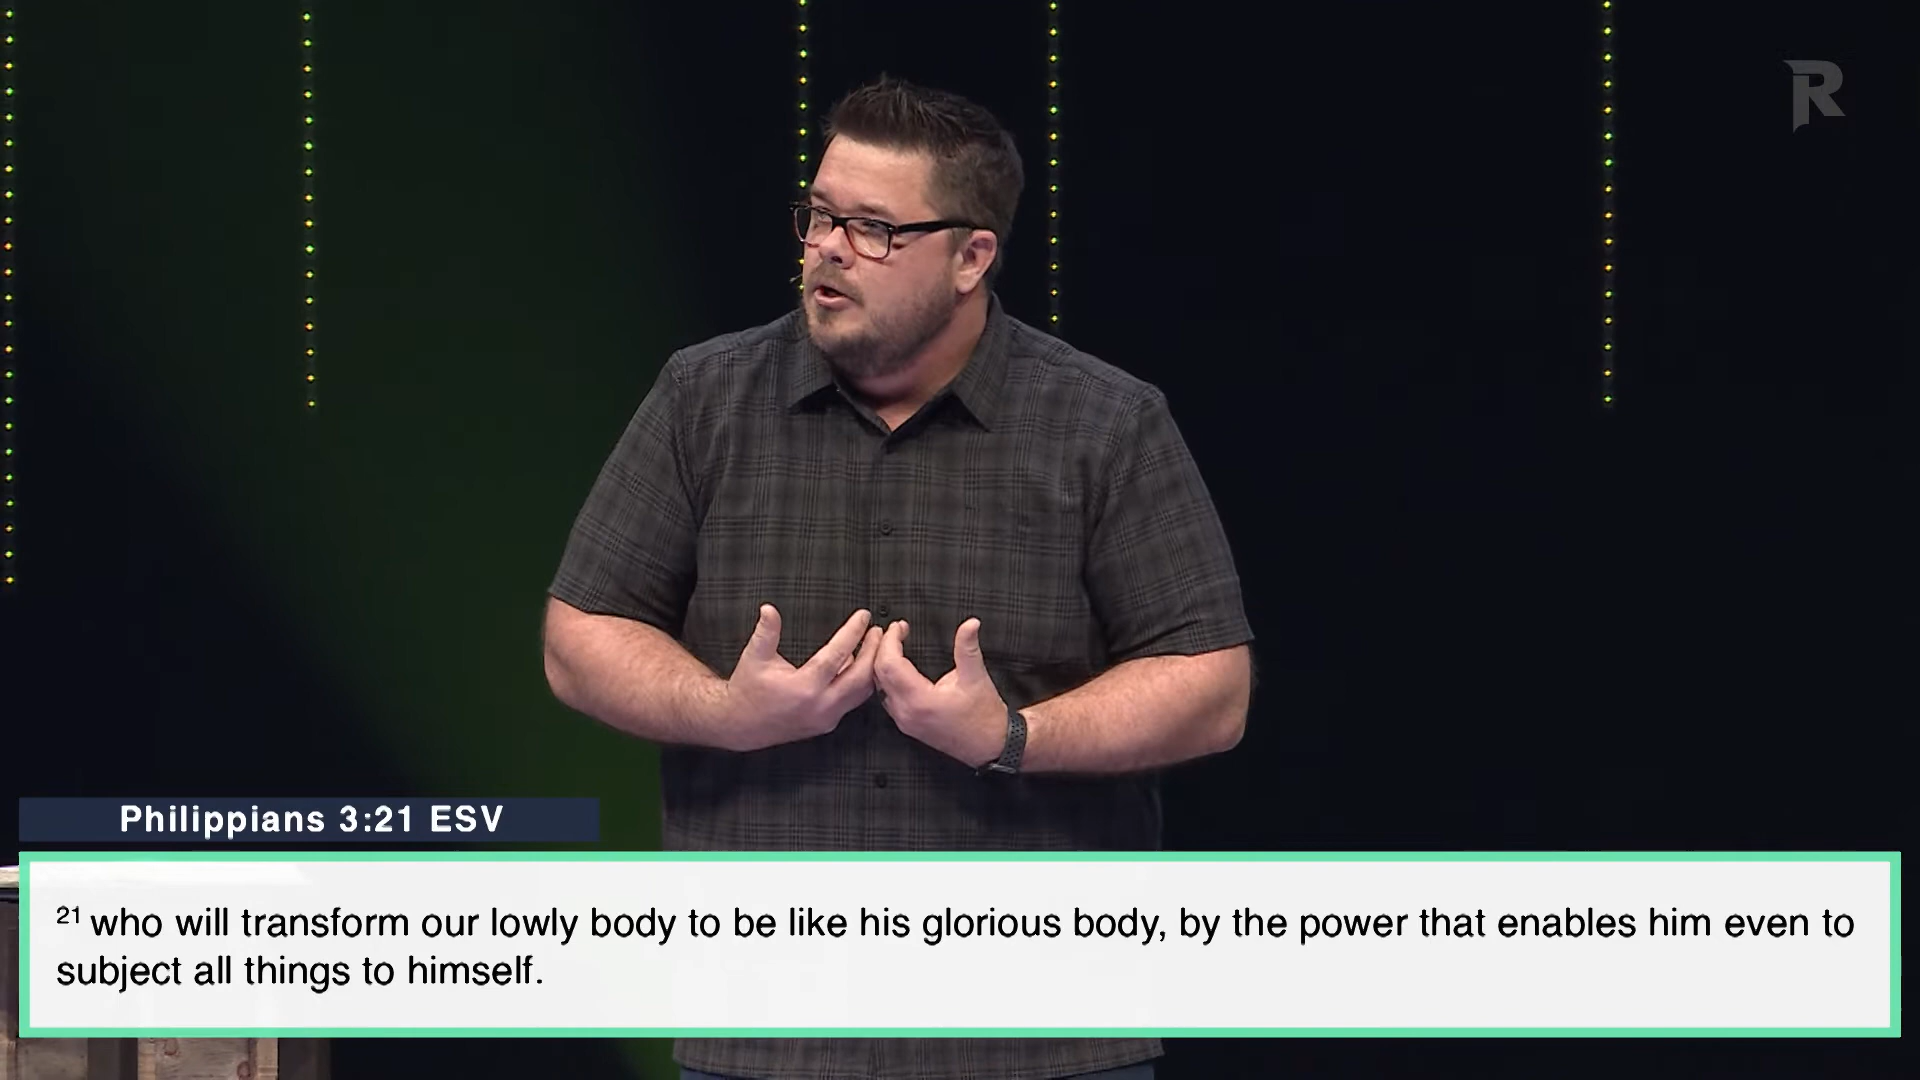 R
Philippians 3:21 ESV
21 who will transform our lowly body to be like his glorious body, by the power that enables him even to
subject all things to himself.